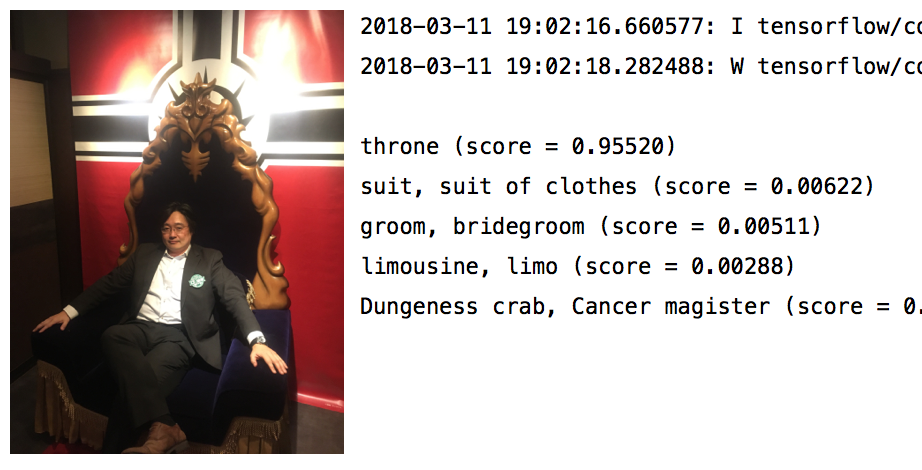 2018-03-11 19:02:16.660577: I tensorflow/co
2018-03-11 19:02:18.282488: W tensorflow/co
throne (score = 0.95520)
suit, suit of clothes (score = 0.00622)
groom, bridegroom (score = 0.00511)
limousine, limo (score = 0.00288)
Dungeness crab, Cancer magister (score = 0.